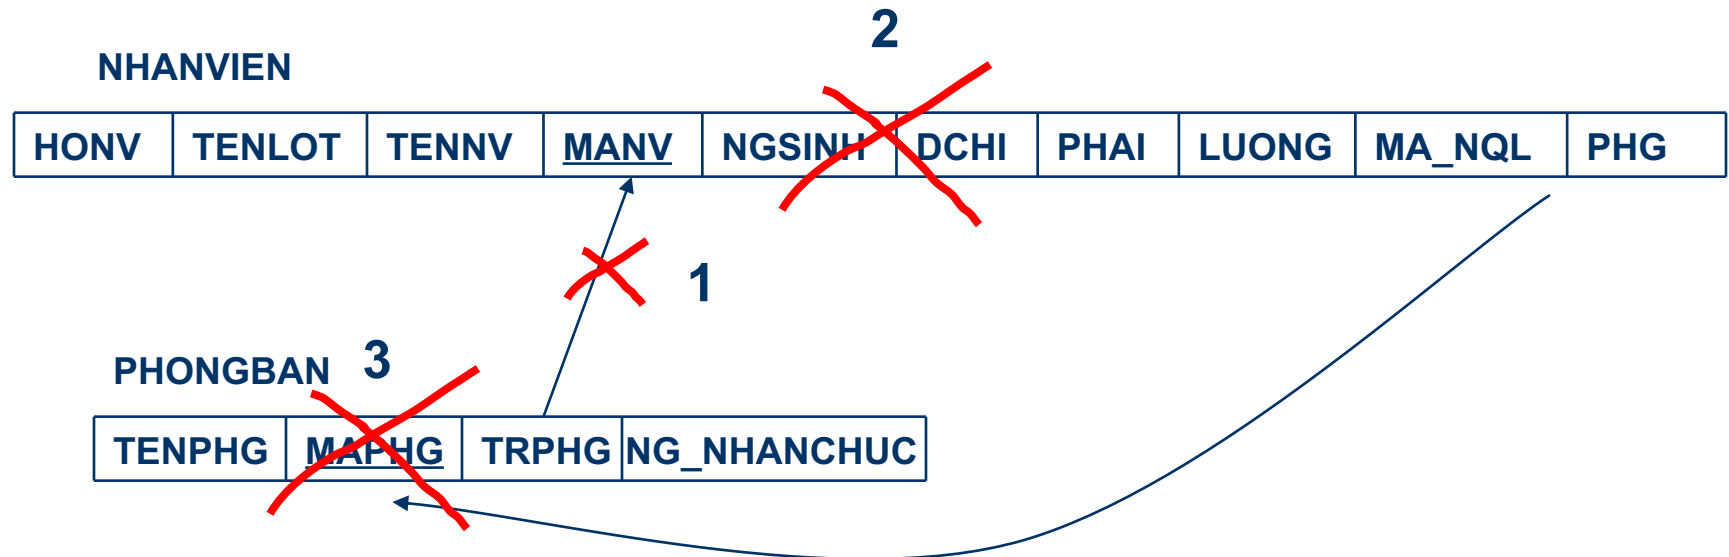 2
NHANVIEN
HONV TENLOT TENNV MANV NGSINH DCHI PHAI LUONG MA_NQL PHG
1
3
PHONGBAN
TENPHG MAPHG TRPHG NG_NHANCHUC